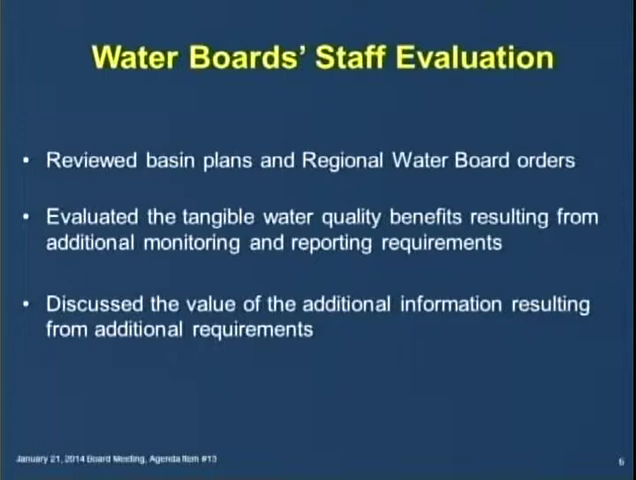 Water Boards' Staff Evaluation
• Reviewed basin plans and Regional Water Board orders
• Evaluated the tangible water quality benefits resulting from
additional monitoring and reporting requirements
• Discussed the value of the additional information resulting
from additional requirements
January 21, 2014 Board Meeting, Agenda Item #13
6